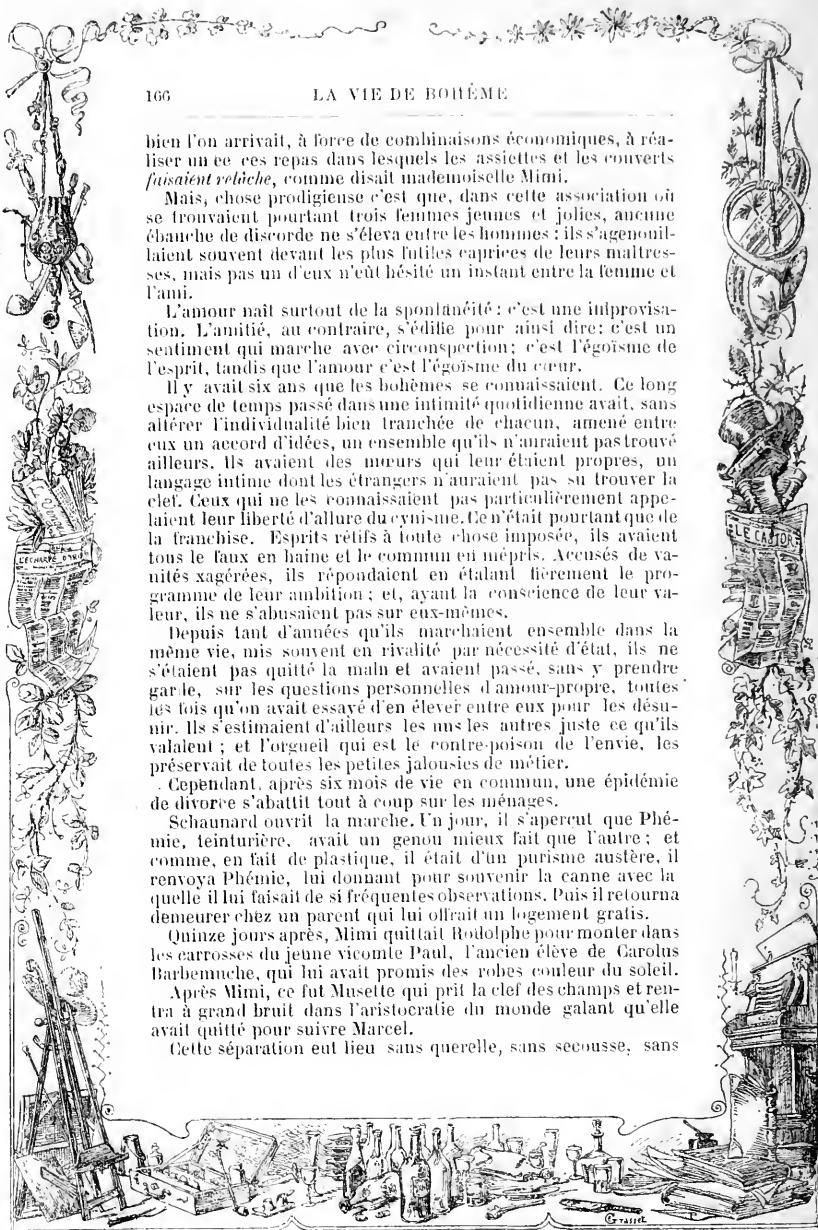 166 LA VIE DE BOHÊME
bien l'on arrivait, à force de combinaisons économiques, à réa-
liser un ce ces repas dans lesquels les assiettes et les couverts
faisaient relâche, comme disait mademoiselle Mimi.
Mais, chose prodigieuse c'est que, dans cette association où
se trouvaient pourtant trois femmes jeunes et jolies, aucune
ébauche de discorde ne s'éleva entre les hommes : ils s'agenouil-
laient souvent devant les plus futiles caprices de leurs maîtres-
ses, mais pas un d'eux n'eût hésité un instant entre la femme et
l'ami.
L'amour naît surtout de la spontanéité : c'est une improvisa-
tion. L'amitié, au contraire, s'édifie pour ainsi dire: c'est un
sentiment qui marche avec circonspection; c'est l'égoïsme de
l'esprit, tandis que l'amour c'est l'égoïsme du cœur.
Il y avait six ans que les bohèmes se connaissaient. Ce long
espace de temps passé dans une intimité quotidienne avait, sans
altérer l'individualité bien tranchée de chacun, amené entre
eux un accord d'idées, un ensemble qu'ils n'auraient pas trouvé
ailleurs. Ils avaient des mœurs qui leur étaient propres, un
langage intime dont les étrangers n'auraient pas su trouver la
clef. Ceux qui ne les connaissaient pas particulièrement appe-
laient leur liberté d'allure du cynisme. Ce n'était pourtant que de
la franchise. Esprits rétifs à toute chose imposée, ils avaient
tous le faux en haine et le commun en mépris. Accusés de va-
nités xagérées, ils répondaient en étalant fièrement le pro-
gramme de leur ambition ; et, ayant la conscience de leur va-
leur, ils ne s'abusaient pas sur eux-mêmes.
Depuis tant d'années qu'ils marchaient ensemble dans la
même vie, mis souvent en rivalité par nécessité d'état, ils ne
s'étaient pas quitté la main et avaient passé, sans y prendre
garde, sur les questions personnelles d'amour-propre, toutes
les fois qu'on avait essayé d'en élever entre eux pour les désu-
nir. Ils s'estimaient d'ailleurs les uns les autres juste ce qu'ils
valaient ; et l'orgueil qui est le contre-poison de l'envie, les
préservait de toutes les petites jalousies de métier.
Cependant, après six mois de vie en commun, une épidémie
de divorce s'abattit tout à coup sur les ménages.
Schaunard ouvrit la marche. Un jour, il s'aperçut que Phé-
mie, teinturière, avait un genou mieux fait que l'autre ; et
comme, en fait de plastique, il était d'un purisme austère, il
renvoya Phémie, lui donnant pour souvenir la canne avec la
quelle il lui faisait de si fréquentes observations. Puis il retourna
demeurer chez un parent qui lui offrait un logement gratis.
Quinze jours après, Mimi quittait Rodolphe pour monter dans
les carrosses du jeune vicomte Paul, l'ancien élève de Carolus
Barbemuche, qui lui avait promis des robes couleur du soleil.
Après Mimi, ce fut Musette qui prit la clef des champs et ren-
tra à grand bruit dans l'aristocratie du monde galant qu'elle
avait quitté pour suivre Marcel.
Cette séparation eut lieu sans querelle, sans secousse, sans
L'ÉCHARPE D'IRIS
LE CASTOR
Grasset